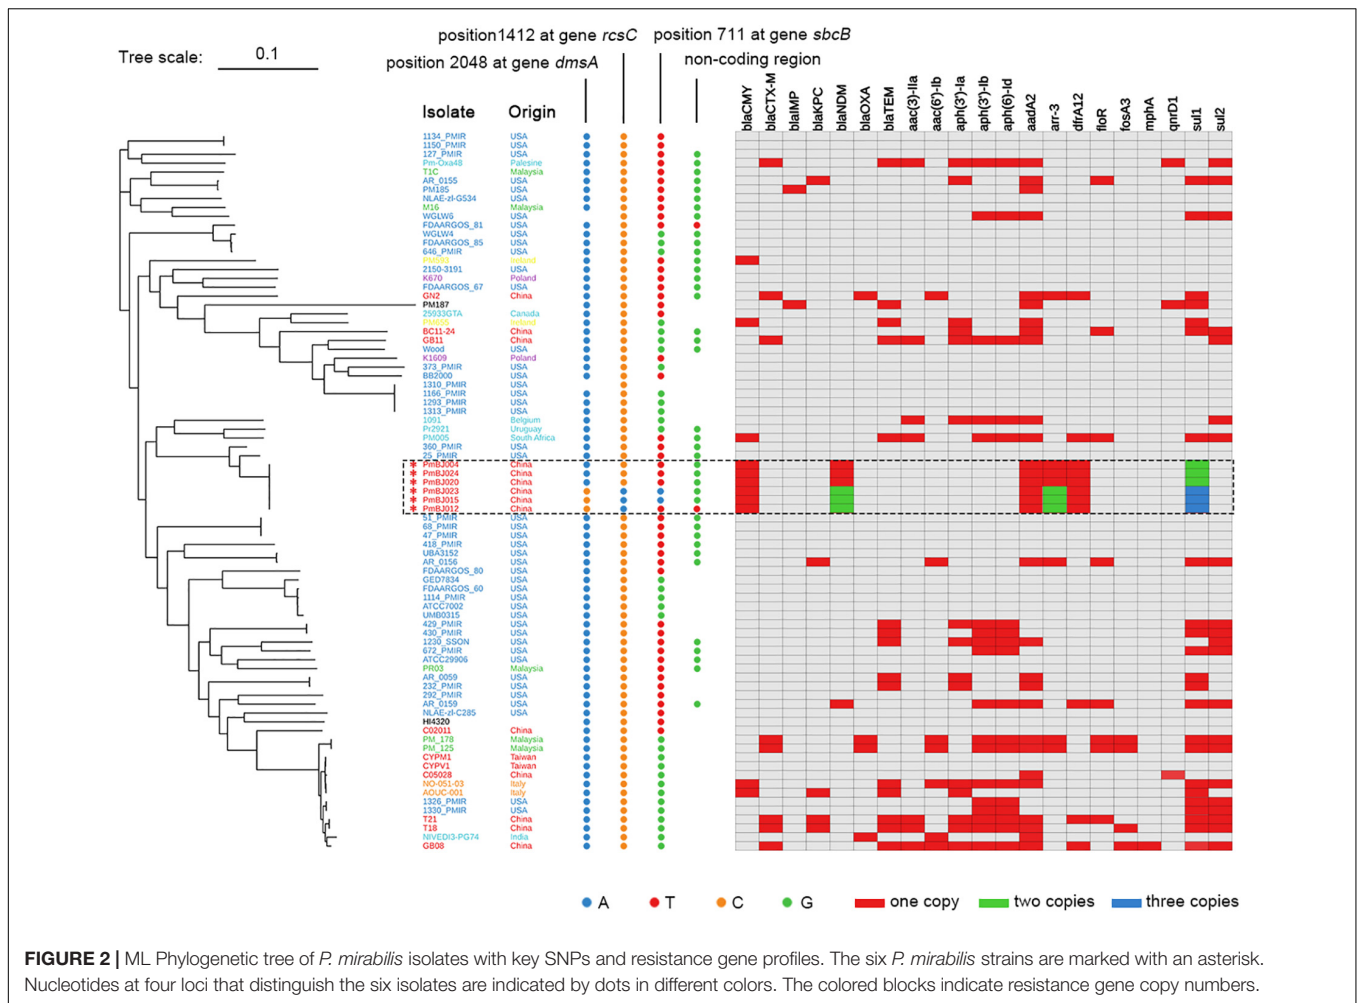 position1412 at gene rcsC position 711 at gene sbcB
Tree scale: 0.1 position 2048 at gene dmsA non-coding region
Isolate Origin blaCMY blaCTX-M blaIMP blaKPC blaNDM blaOXA blaTEM aac(3)-IIa aac(6')-Ib aph(3')-Ia aph(3')-Ib aph(6)-Id aadA2 arr-3 dfrA12 floR fosA3 mphA qnrD1 sul1 sul2
1134_PMIR USA
1150_PMIR USA
127_PMIR USA
Pm-Oxa48 Palesine
T1C Malaysia
AR_0155 USA
PM185 USA
NLAE-zl-G534 USA
M16 Malaysia
WGLW6 USA
FDAARGOS_81 USA
WGLW4 USA
FDAARGOS_85 USA
646_PMIR USA
Ireland
2150-3191 USA
K670 Poland
FDAARGOS_67 USA
GN2 China
PM187
25933GTA Canada
Ireland
BC11-24 China
GB11 China
Wood USA
K1609 Poland
373_PMIR USA
BB2000 USA
1310_PMIR USA
1166_PMIR USA
1293_PMIR USA
1313_PMIR USA
1091 Belgium
Pr2921 Uruguay
PM005 South Africa
360_PMIR USA
25_PMIR USA
* PmBJ004 China
* PmBJ024 China
* PmBJ020 China
* PmBJ023 China
* PmBJ015 China
* PmBJ012 China
51_PMIR USA
68_PMIR USA
47_PMIR USA
418_PMIR USA
UBA3152 USA
AR_0156 USA
FDAARGOS_80 USA
GED7834 USA
FDAARGOS_60 USA
1114_PMIR USA
ATCC7002 USA
UMB0315 USA
429_PMIR USA
430_PMIR USA
1230_SSON USA
672_PMIR USA
ATCC29906 USA
PR03 Malaysia
AR_0059 USA
232_PMIR USA
292_PMIR USA
AR_0159 USA
NLAE-zl-C285 USA
HI4320
C02011 China
PM_178 Malaysia
PM_125 Malaysia
CYPM1 Taiwan
CYPV1 Taiwan
C05028 China
NO-051-03 Italy
AOUC-001 Italy
1326_PMIR USA
1330_PMIR USA
T21 China
T18 China
NIVEDI3-PG74 India
GB08 China
A T C G one copy two copies three copies
FIGURE 2 | ML Phylogenetic tree of P. mirabilis isolates with key SNPs and resistance gene profiles. The six P. mirabilis strains are marked with an asterisk.
Nucleotides at four loci that distinguish the six isolates are indicated by dots in different colors. The colored blocks indicate resistance gene copy numbers.